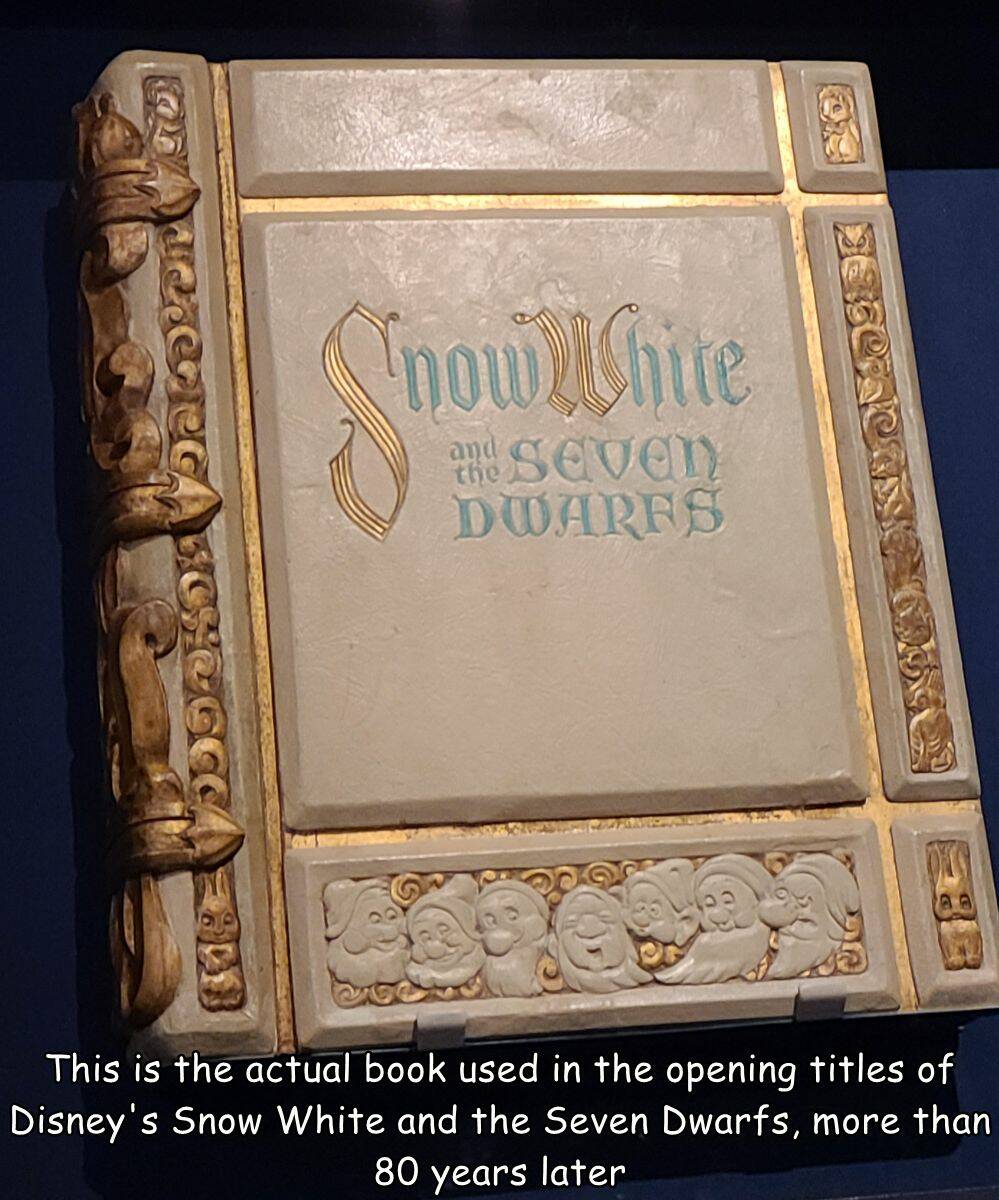 Snow White
and the SEVEN
DWARFS
This is the actual book used in the opening titles of
Disney's Snow White and the Seven Dwarfs, more than
80 years later